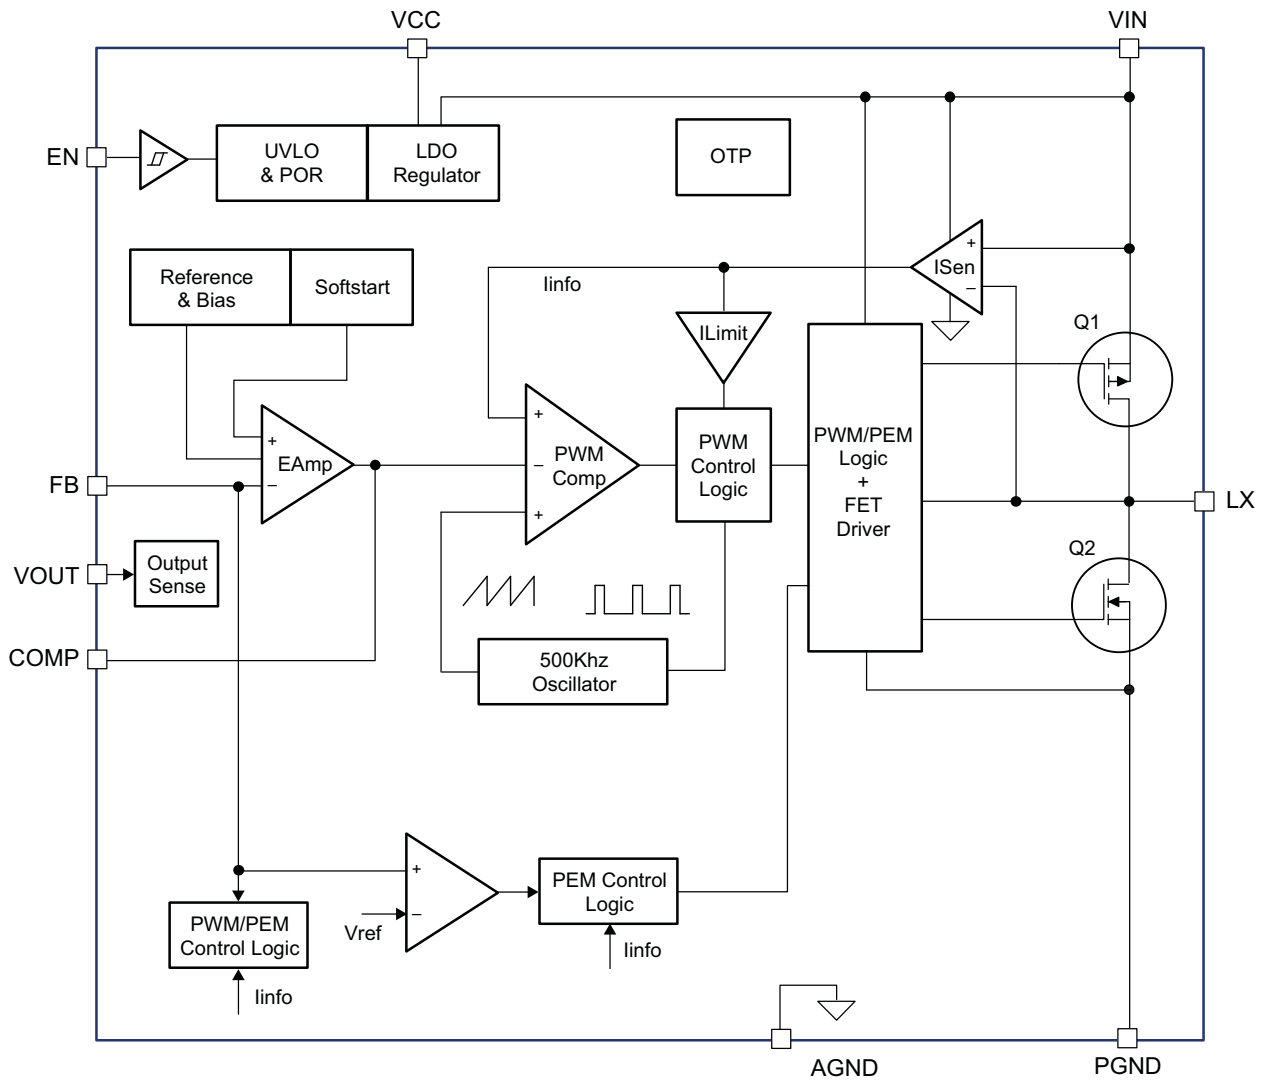 VCC
VIN
EN
UVLO
& POR
LDO
Regulator
OTP
Reference
& Bias
Softstart
Iinfo
+
ISen
−
ILimit
Q1
+
EAmp
−
+
−
+
PWM
Comp
PWM
Control
Logic
PWM/PEM
Logic
+
FET
Driver
FB
LX
VOUT
Output
Sense
Q2
COMP
500Khz
Oscillator
+
−
Vref
PEM Control
Logic
Iinfo
PWM/PEM
Control Logic
Iinfo
AGND
PGND